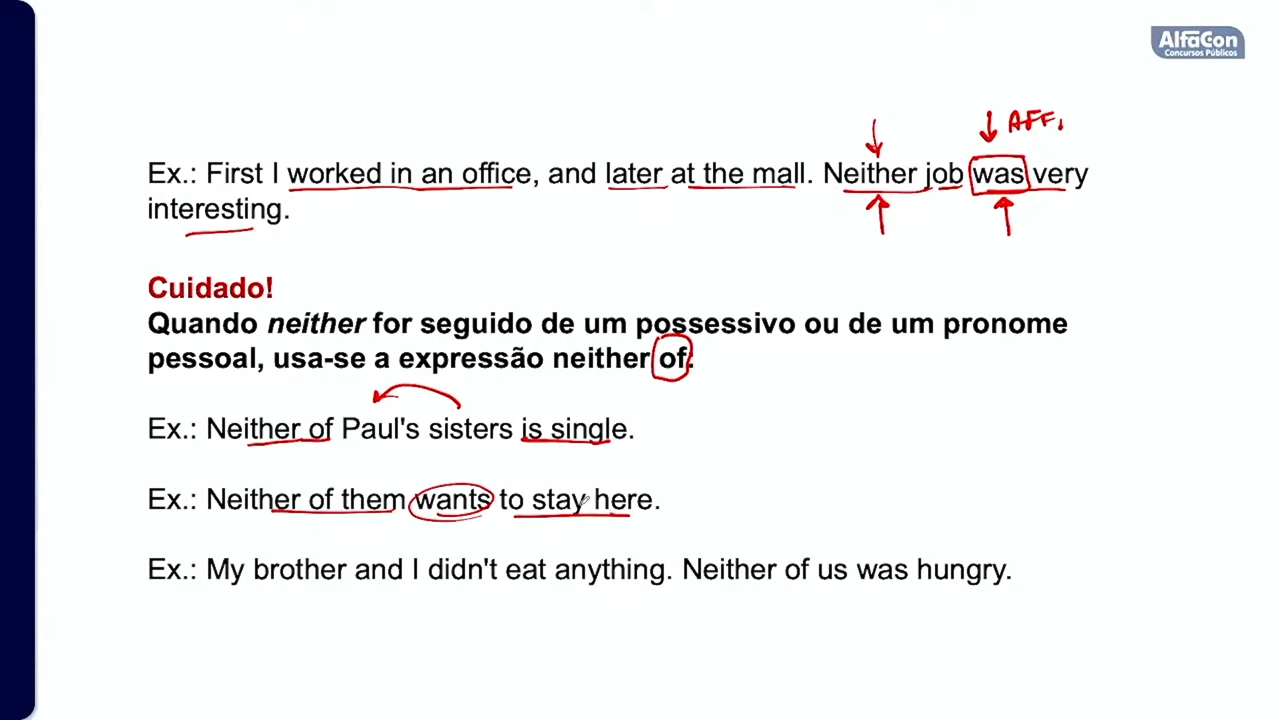 AlfaCon
Concursos Públicos
AFF.
Ex.: First I worked in an office, and later at the mall. Neither job was very
interesting.
Cuidado!
Quando neither for seguido de um possessivo ou de um pronome
pessoal, usa-se a expressão neither of.
Ex.: Neither of Paul's sisters is single.
Ex.: Neither of them wants to stay here.
Ex.: My brother and I didn't eat anything. Neither of us was hungry.